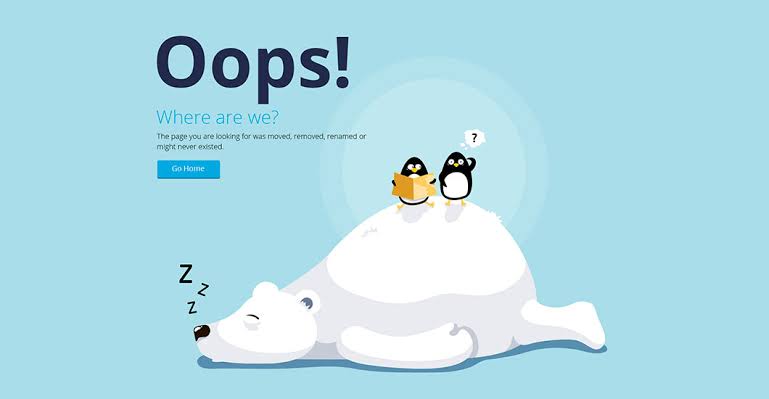 Oops!
Where are we?
The page you are looking for was moved, removed, renamed or
might never existed.
Go Home
?
Z
Z
Z